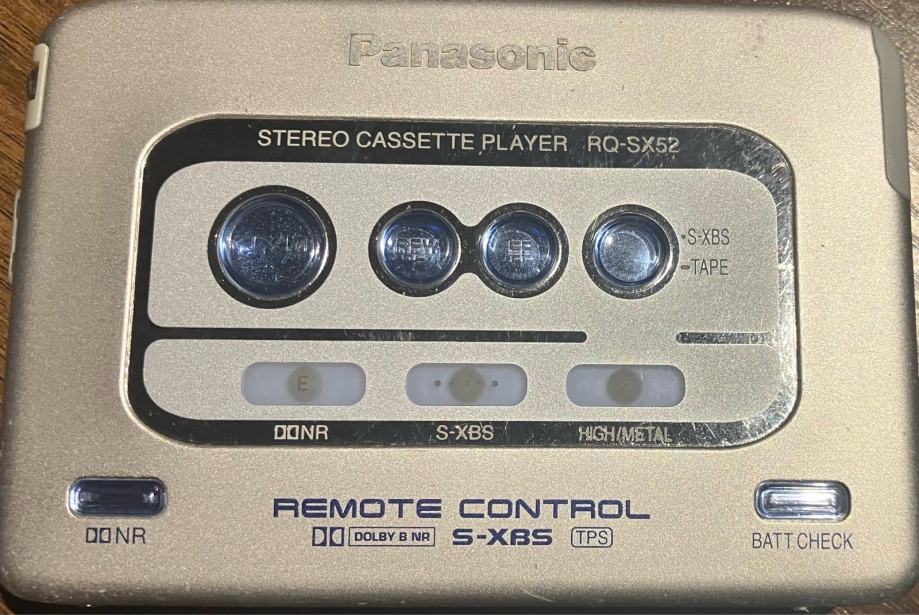 Panasonic
STEREO CASSETTE PLAYER RQ-SX52
REW
FF
S-XBS
TAPE
NR
S-XBS
HIGH/METAL
NR
REMOTE CONTROL
DOLBY B NR S-XBS TPS
BATT CHECK